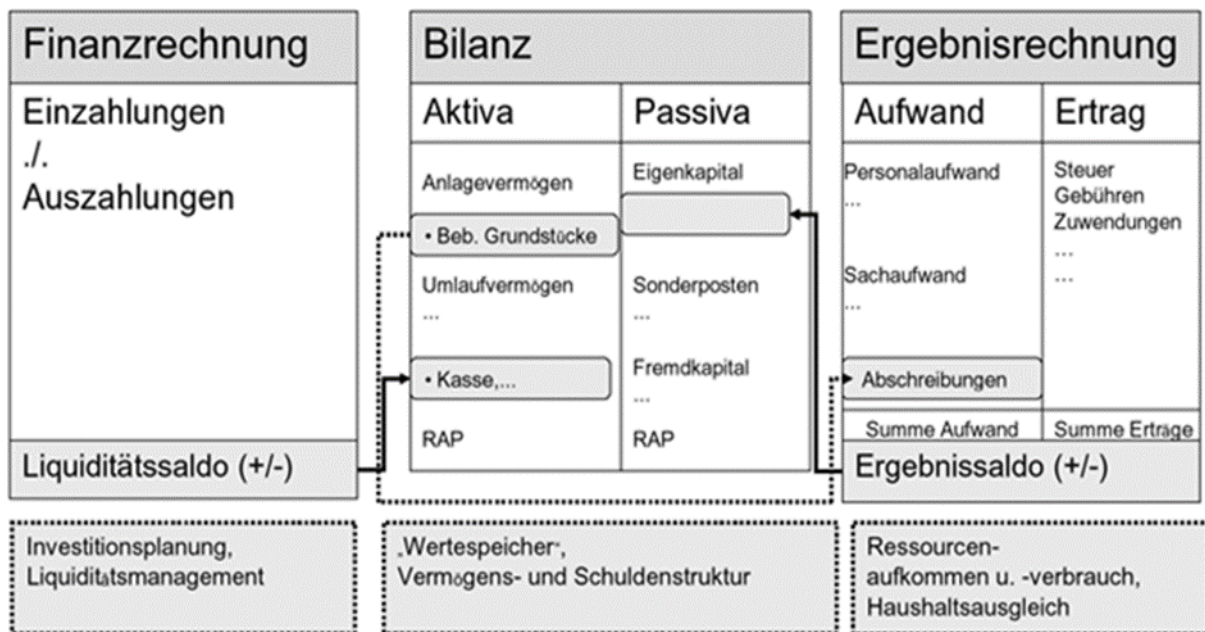 Finanzrechnung
Einzahlungen
./.
Auszahlungen
Liquiditätssaldo (+/-)
Investitionsplanung,
Liquiditätsmanagement
Bilanz
Aktiva
Anlagevermögen
• Beb. Grundstücke
Umlaufvermögen
...
• Kasse,...
RAP
Passiva
Eigenkapital
Sonderposten
...
Fremdkapital
...
RAP
„Wertespeicher“,
Vermögens- und Schuldenstruktur
Ergebnisrechnung
Aufwand
Personalaufwand
...
Sachaufwand
...
Abschreibungen
Summe Aufwand
Ertrag
Steuer
Gebühren
Zuwendungen
...
...
Summe Erträge
Ergebnissaldo (+/-)
Ressourcen-
aufkommen u. -verbrauch,
Haushaltsausgleich